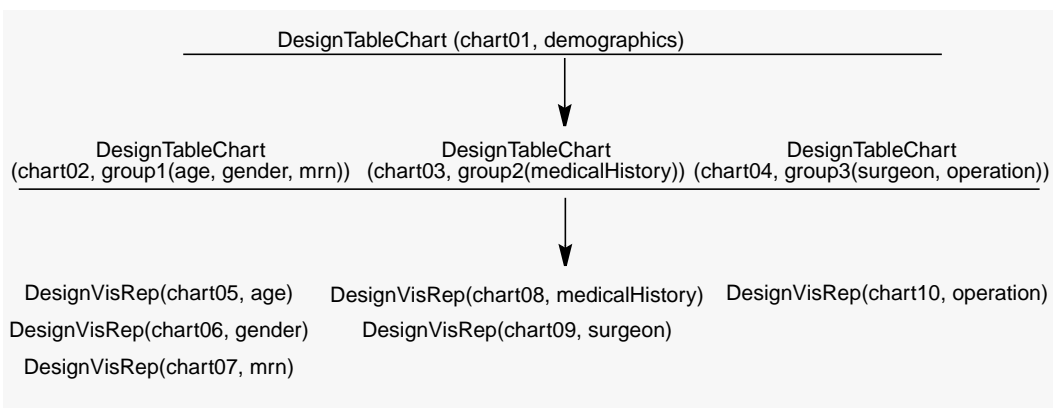 DesignTableChart (chart01, demographics)
DesignTableChart DesignTableChart DesignTableChart
(chart02, group1(age, gender, mrn)) (chart03, group2(medicalHistory)) (chart04, group3(surgeon, operation))
DesignVisRep(chart05, age) DesignVisRep(chart08, medicalHistory) DesignVisRep(chart10, operation)
DesignVisRep(chart06, gender) DesignVisRep(chart09, surgeon)
DesignVisRep(chart07, mrn)